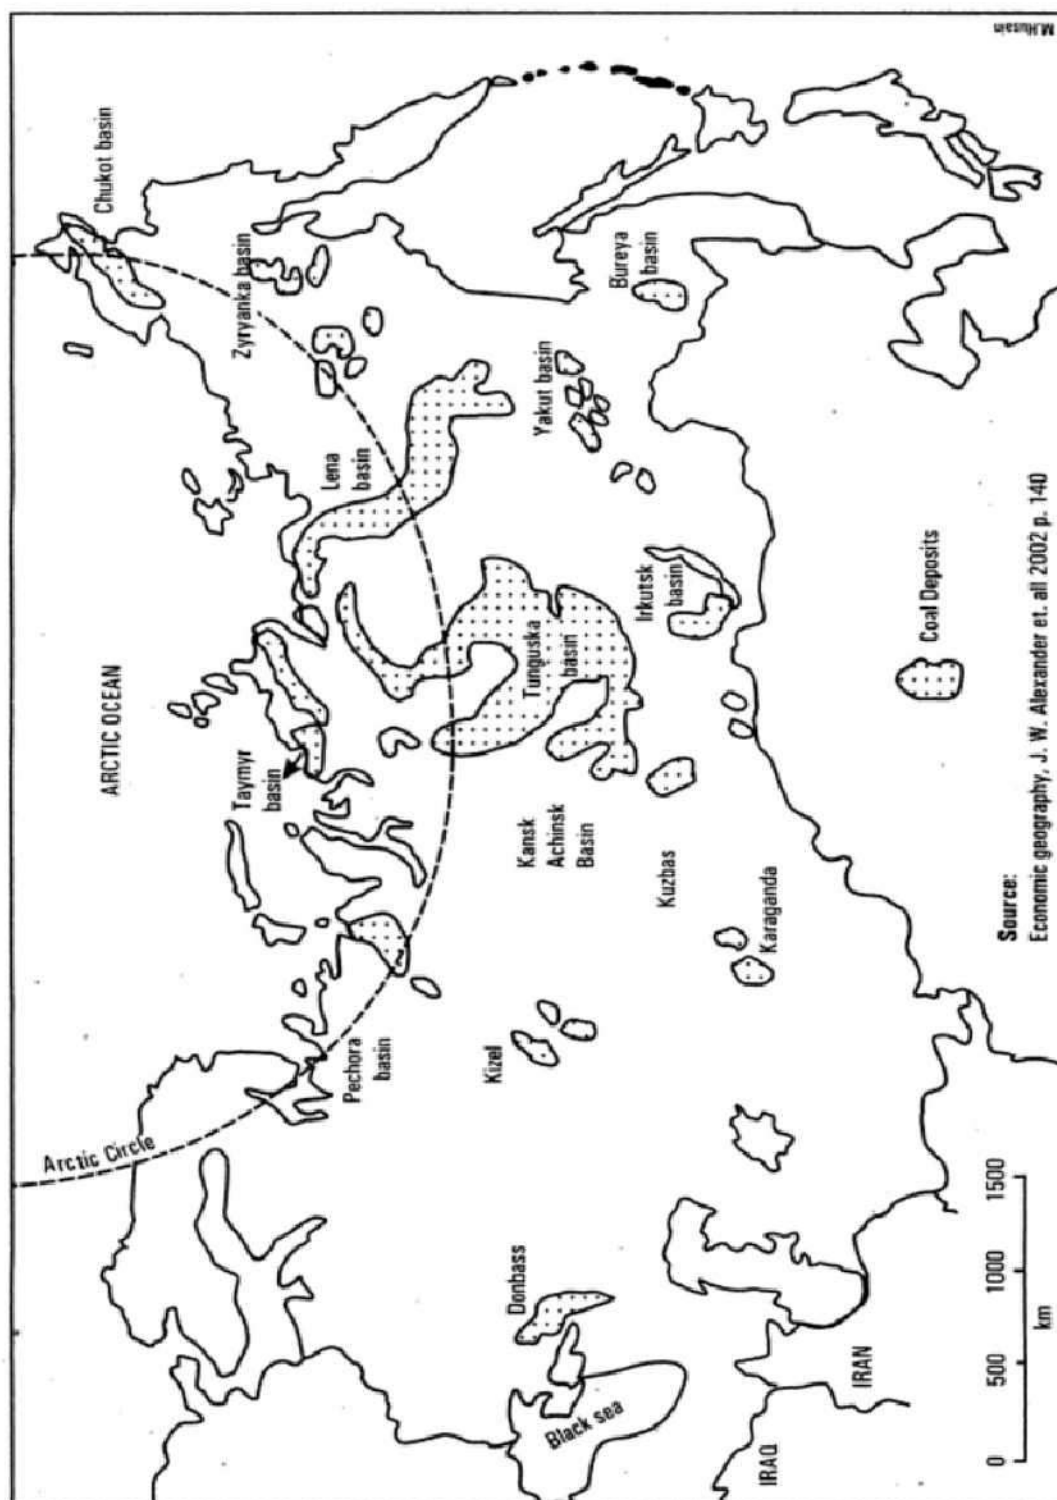 M.Husain
ARCTIC OCEAN
Arctic Circle
Chukot basin
Zyryanka basin
Lena
basin
Taymyr
basin
Pechora
basin
Tunguska
basin
Yakut basin
Bureya
basin
Irkutsk
basin
Kansk
Achinsk
Basin
Kuzbas
Karaganda
Kizel
Donbass
Black sea
IRAQ
IRAN
0 500 1000 1500
km
Coal Deposits
Source:
Economic geography, J. W. Alexander et. all 2002 p. 140